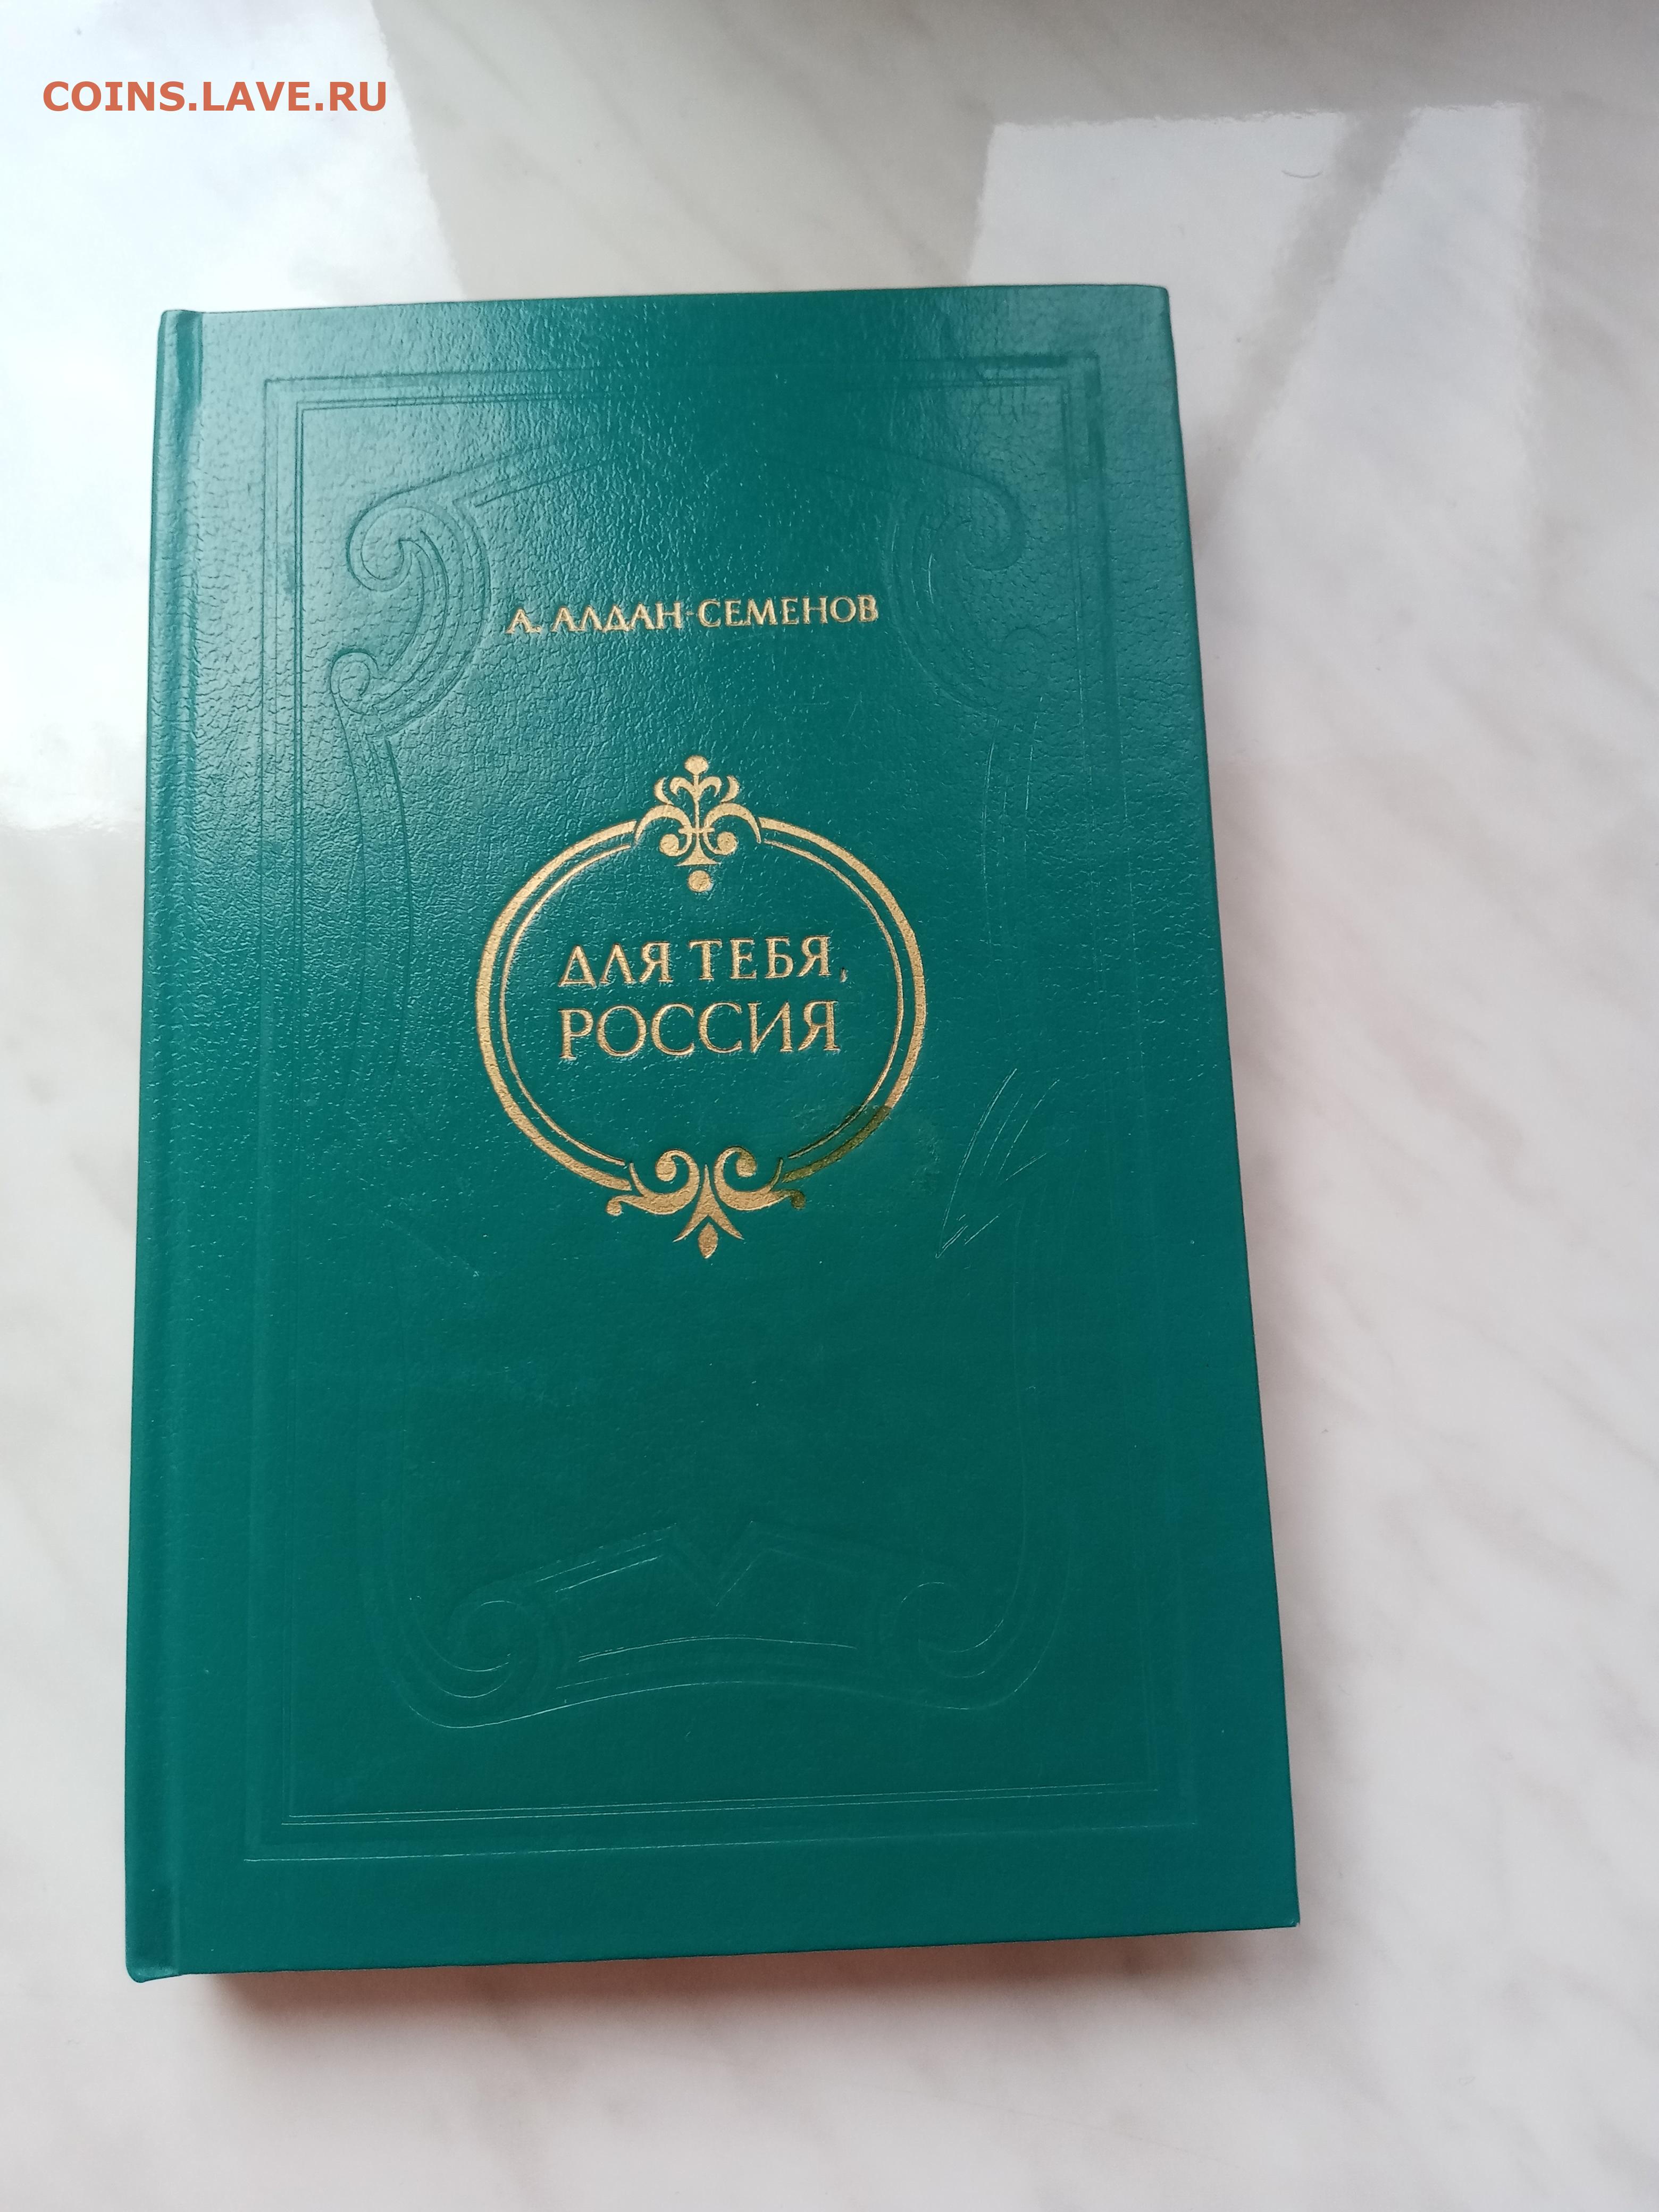 COINS.LAVE.RU
А. АЛДАН-СЕМЕНОВ
ДЛЯ ТЕБЯ,
РОССИЯ